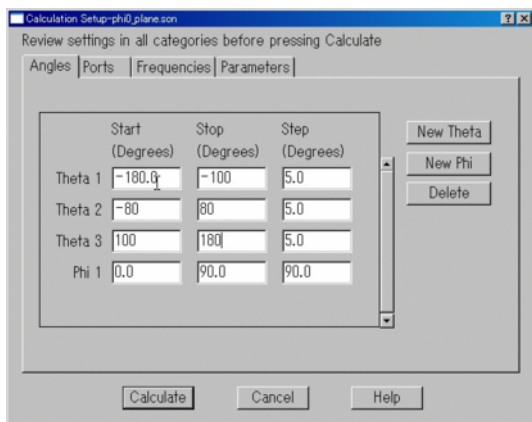 Calculation Setup-phi0_plane.son
Review settings in all categories before pressing Calculate
Angles Ports Frequencies Parameters
Start Stop Step
(Degrees) (Degrees) (Degrees)
Theta 1 -180.0 -100 5.0
Theta 2 -80 80 5.0
Theta 3 100 180 5.0
Phi 1 0.0 90.0 90.0
New Theta
New Phi
Delete
Calculate Cancel Help